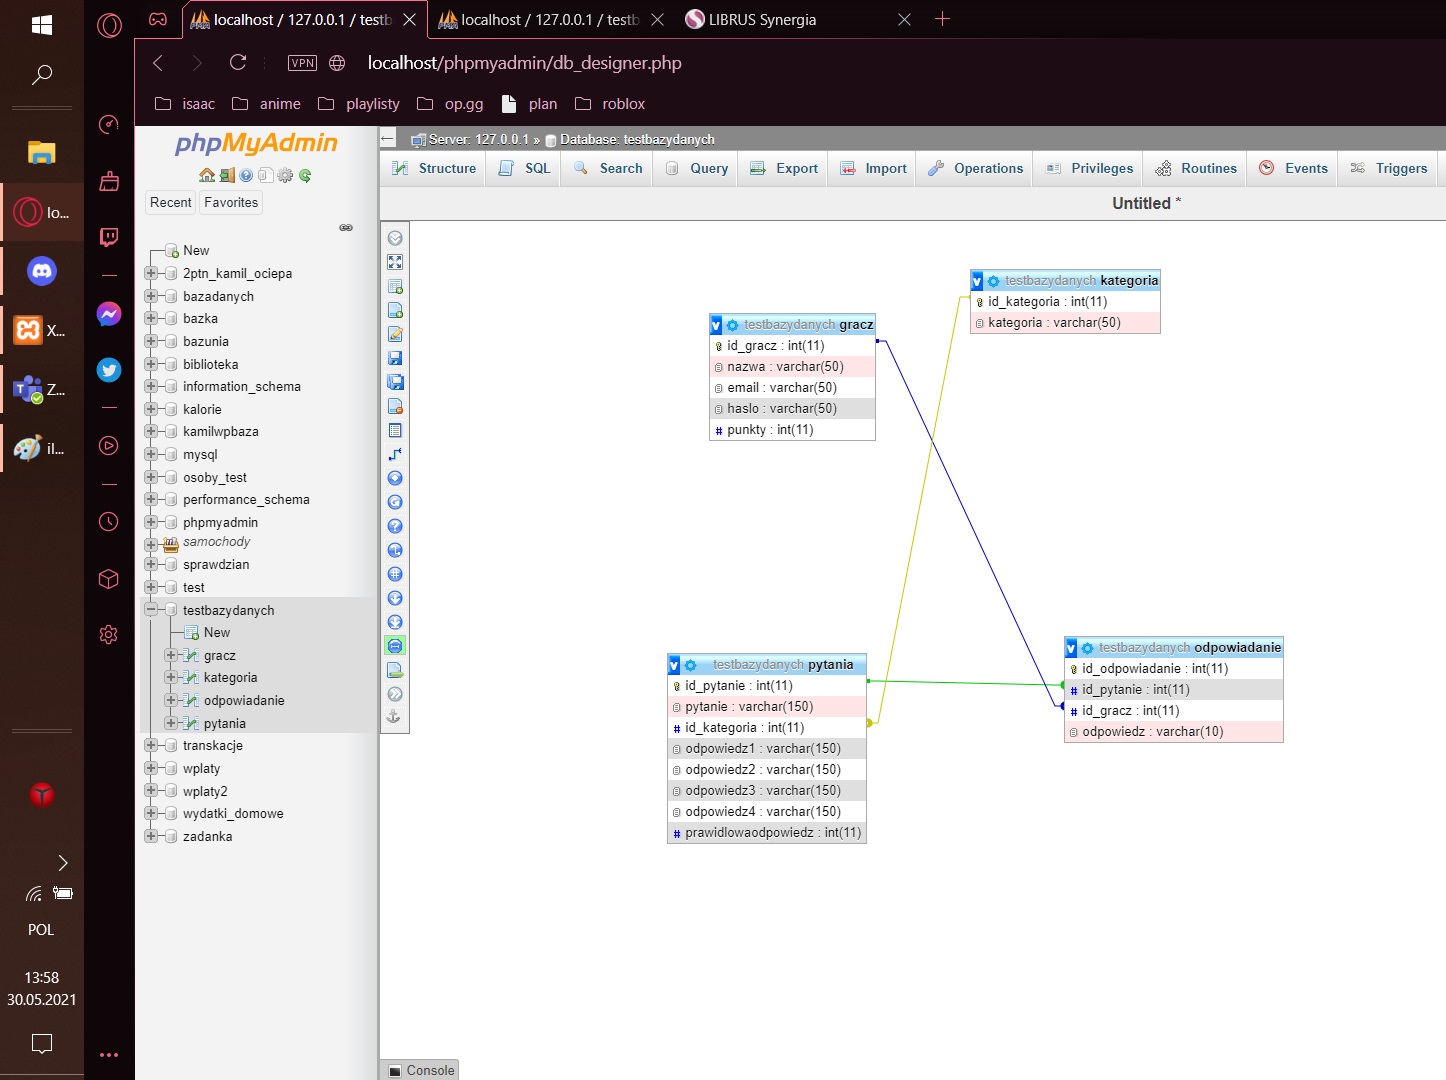 localhost / 127.0.0.1 / testb
localhost / 127.0.0.1 / testb
LIBRUS Synergia
VPN
localhost/phpmyadmin/db_designer.php
isaac
anime
playlisty
op.gg
plan
roblox
lo...
X...
Z...
il...
POL
13:58
30.05.2021
phpMyAdmin
Recent
Favorites
New
2ptn_kamil_ociepa
bazadanych
bazka
bazunia
biblioteka
information_schema
kalorie
kamilwpbaza
mysql
osoby_test
performance_schema
phpmyadmin
samochody
sprawdzian
test
testbazydanych
New
gracz
kategoria
odpowiadanie
pytania
transkacje
wplaty
wplaty2
wydatki_domowe
zadanka
Server: 127.0.0.1 » Database: testbazydanych
Structure
SQL
Search
Query
Export
Import
Operations
Privileges
Routines
Events
Triggers
Untitled *
testbazydanych kategoria
id_kategoria : int(11)
kategoria : varchar(50)
testbazydanych gracz
id_gracz : int(11)
nazwa : varchar(50)
email : varchar(50)
haslo : varchar(50)
# punkty : int(11)
testbazydanych pytania
id_pytanie : int(11)
pytanie : varchar(150)
# id_kategoria : int(11)
odpowiedz1 : varchar(150)
odpowiedz2 : varchar(150)
odpowiedz3 : varchar(150)
odpowiedz4 : varchar(150)
# prawidlowaodpowiedz : int(11)
testbazydanych odpowiadanie
id_odpowiadanie : int(11)
# id_pytanie : int(11)
# id_gracz : int(11)
odpowiedz : varchar(10)
Console